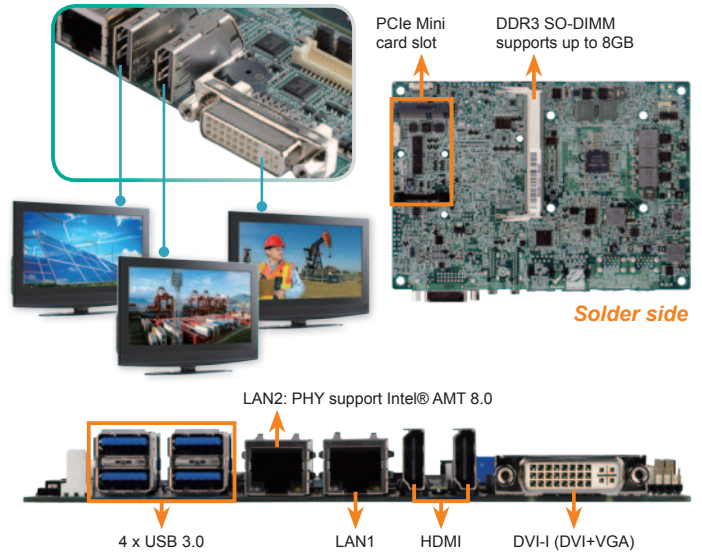 PCIe Mini
card slot
DDR3 SO-DIMM
supports up to 8GB
Solder side
LAN2: PHY support Intel® AMT 8.0
4 x USB 3.0
LAN1
HDMI
DVI-I (DVI+VGA)